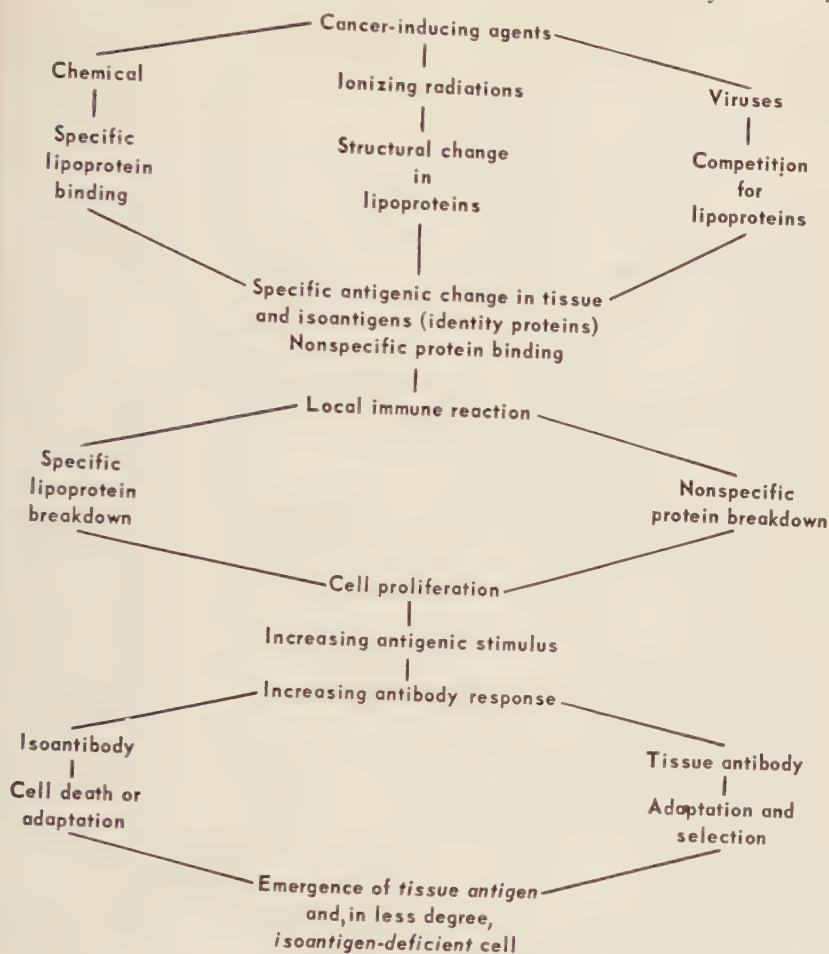 Cancer-inducing agents
Chemical
Ionizing radiations
Viruses
Specific
lipoprotein
binding
Structural change
in
lipoproteins
Competition
for
lipoproteins
Specific antigenic change in tissue
and isoantigens (identity proteins)
Nonspecific protein binding
Local immune reaction
Specific
lipoprotein
breakdown
Nonspecific
protein breakdown
Cell proliferation
Increasing antigenic stimulus
Increasing antibody response
Isoantibody
Tissue antibody
Cell death or
adaptation
Adaptation and
selection
Emergence of tissue antigen
and, in less degree,
isoantigen-deficient cell